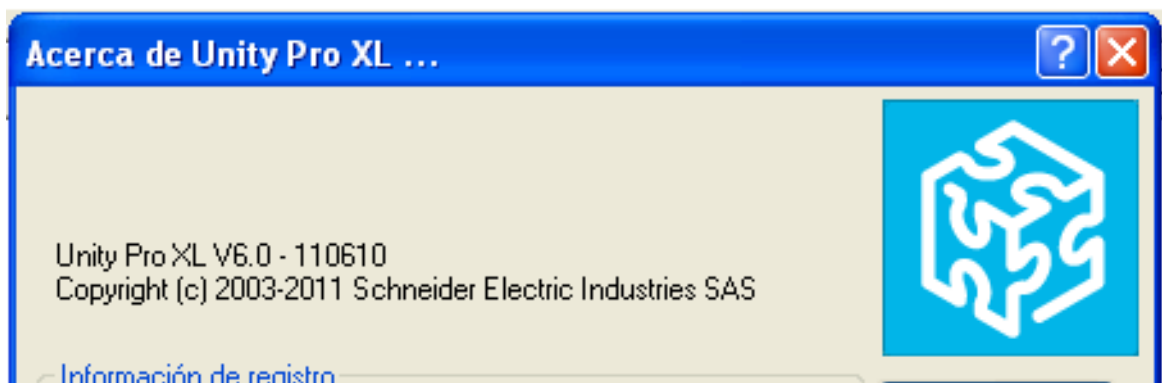 Acerca de Unity Pro XL ...
Unity Pro XL V6.0 - 110610
Copyright (c) 2003-2011 Schneider Electric Industries SAS
Información de registro